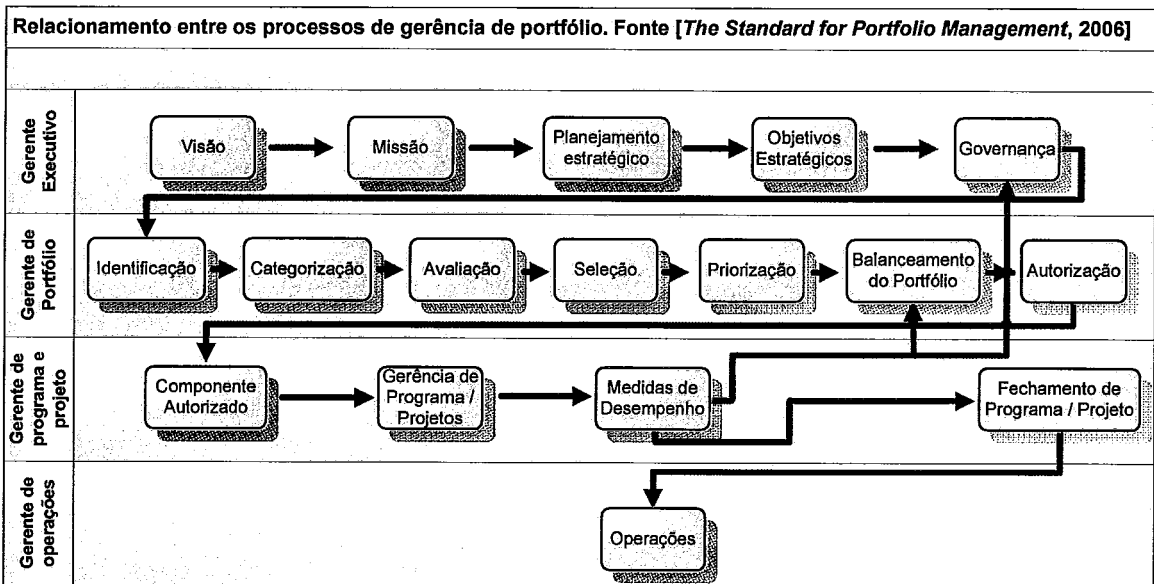 Relacionamento entre os processos de gerência de portfólio. Fonte [The Standard for Portfolio Management, 2006]
Gerente
Executivo
Visão
Missão
Planejamento
estratégico
Objetivos
Estratégicos
Governança
Gerente de
Portfólio
Identificação
Categorização
Avaliação
Seleção
Priorização
Balanceamento
do Portfólio
Autorização
Gerente de
programa e
projeto
Componente
Autorizado
Gerência de
Programa /
Projetos
Medidas de
Desempenho
Fechamento de
Programa / Projeto
Gerente de
operações
Operações